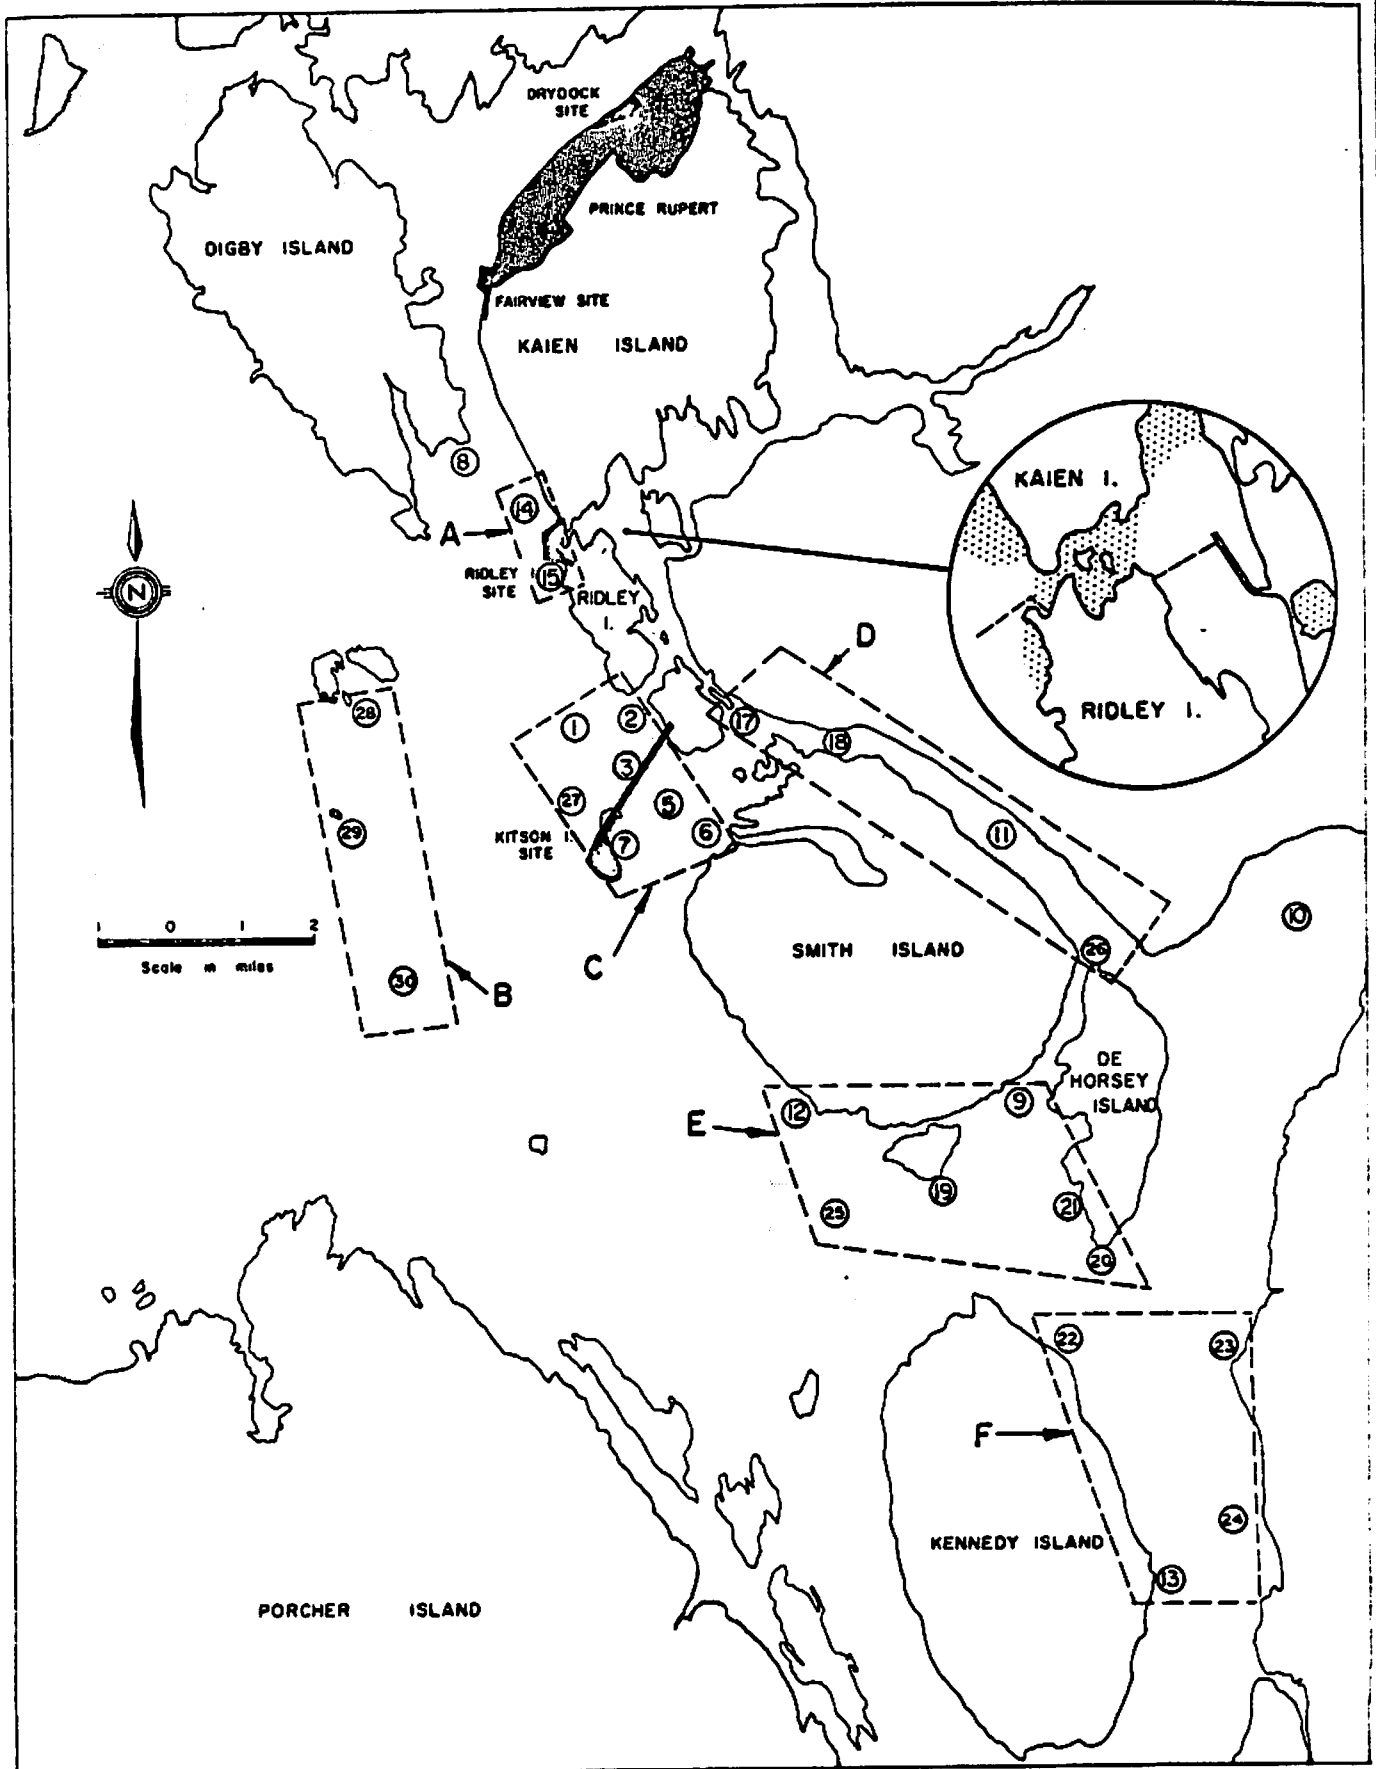 DRYDOCK
SITE
PRINCE RUPERT
DIGBY ISLAND
FAIRVIEW SITE
KAIEN ISLAND
8
14
A
RIDLEY
SITE
15
RIDLEY
I.
KAIEN I.
RIDLEY I.
N
D
28
1
2
17
18
3
27
5
29
KITSON I.
SITE
7
6
11
10
1 0 1 2
Scale in miles
C
SMITH ISLAND
26
30
B
DE
HORSEY
ISLAND
E
12
9
19
25
21
20
22
23
F
24
KENNEDY ISLAND
13
PORCHER ISLAND